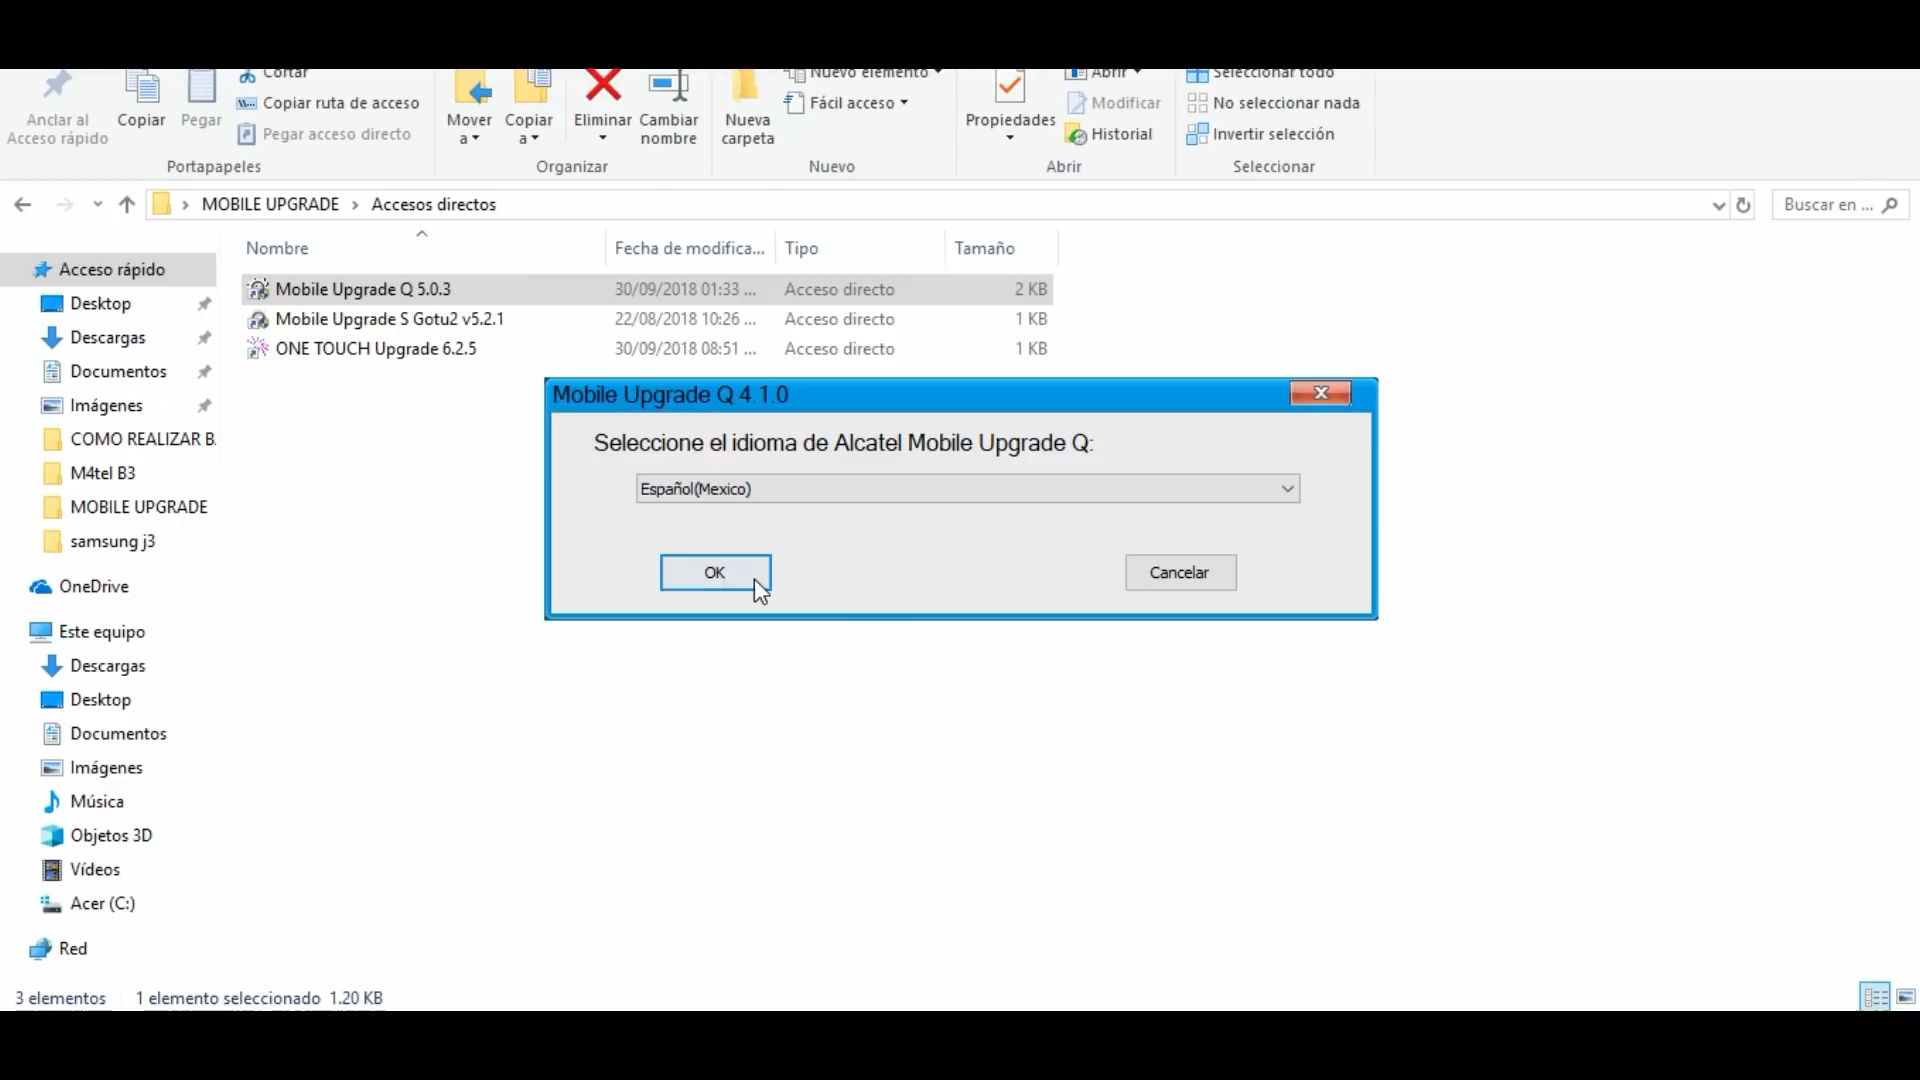 Cortar
Nuevo elemento
Abrir
Seleccionar todo
Copiar ruta de acceso
Fácil acceso
Modificar
No seleccionar nada
Anclar al
Acceso rápido
Copiar
Pegar
Pegar acceso directo
Mover
a
Copiar
a
Eliminar
Cambiar
nombre
Nueva
carpeta
Propiedades
Historial
Invertir selección
Portapapeles
Organizar
Nuevo
Abrir
Seleccionar
MOBILE UPGRADE > Accesos directos
Buscar en ...
Nombre
Fecha de modifica...
Tipo
Tamaño
Mobile Upgrade Q 5.0.3 30/09/2018 01:33 ... Acceso directo 2 KB
Mobile Upgrade S Gotu2 v5.2.1 22/08/2018 10:26 ... Acceso directo 1 KB
ONE TOUCH Upgrade 6.2.5 30/09/2018 08:51 ... Acceso directo 1 KB
Acceso rápido
Desktop
Descargas
Documentos
Imágenes
COMO REALIZAR B
M4tel B3
MOBILE UPGRADE
samsung j3
OneDrive
Este equipo
Descargas
Desktop
Documentos
Imágenes
Música
Objetos 3D
Vídeos
Acer (C:)
Red
Mobile Upgrade Q 4.1.0
Seleccione el idioma de Alcatel Mobile Upgrade Q:
Español(Mexico)
OK
Cancelar
3 elementos
1 elemento seleccionado 1.20 KB